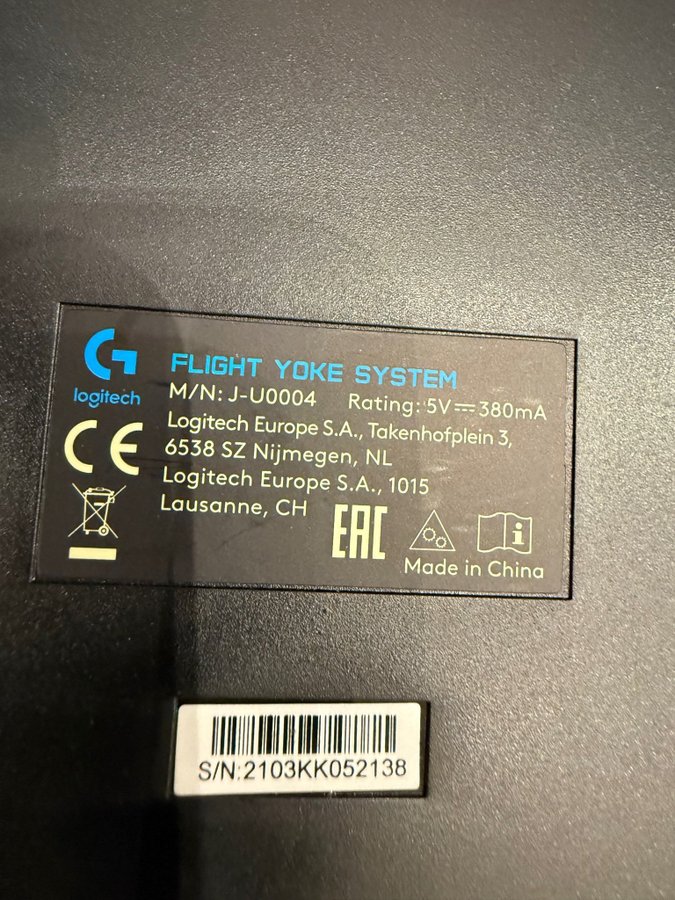 logitech
FLIGHT YOKE SYSTEM
M/N: J-U0004 Rating: 5V⎓380mA
Logitech Europe S.A., Takenhofplein 3,
6538 SZ Nijmegen, NL
Logitech Europe S.A., 1015
Lausanne, CH
CE
EAC
Made in China
S/N:2103KK052138